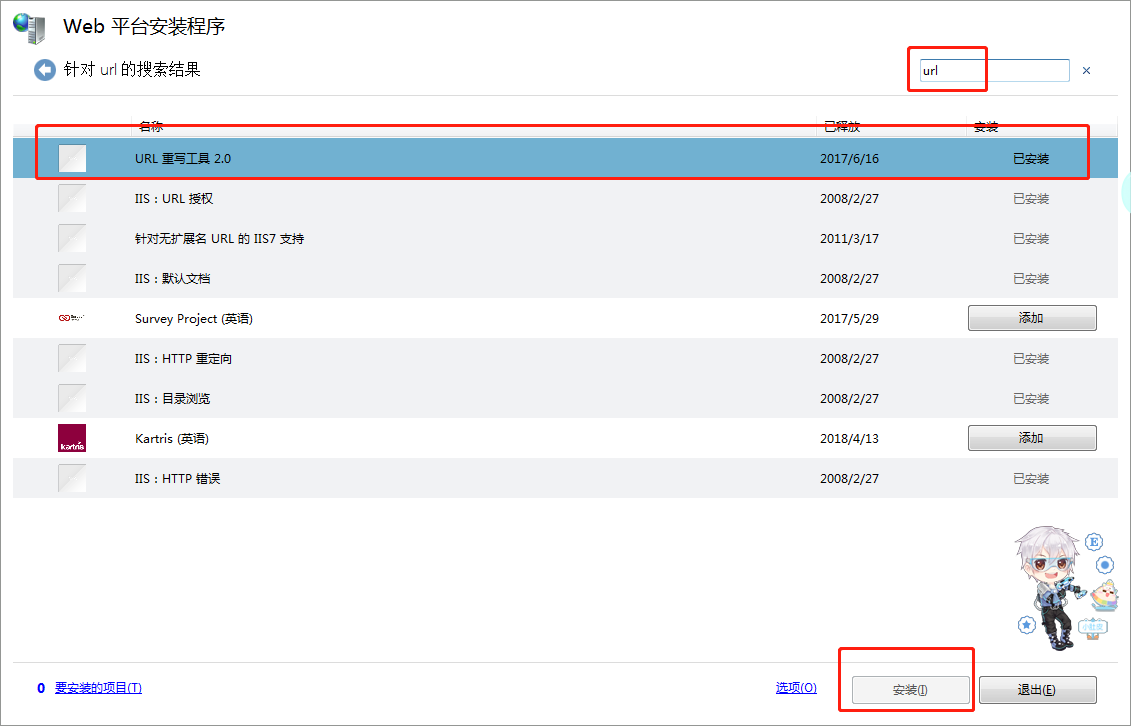 Web 平台安装程序
针对 url 的搜索结果
url
名称 已释放 安装
URL 重写工具 2.0 2017/6/16 已安装
IIS：URL 授权 2008/2/27 已安装
针对无扩展名 URL 的 IIS7 支持 2011/3/17 已安装
IIS：默认文档 2008/2/27 已安装
Survey Project (英语) 2017/5/29 添加
IIS：HTTP 重定向 2008/2/27 已安装
IIS：目录浏览 2008/2/27 已安装
kartris Kartris (英语) 2018/4/13 添加
IIS：HTTP 错误 2008/2/27 已安装
E
0 要安装的项目(T) 选项(O) 安装(I) 退出(E)